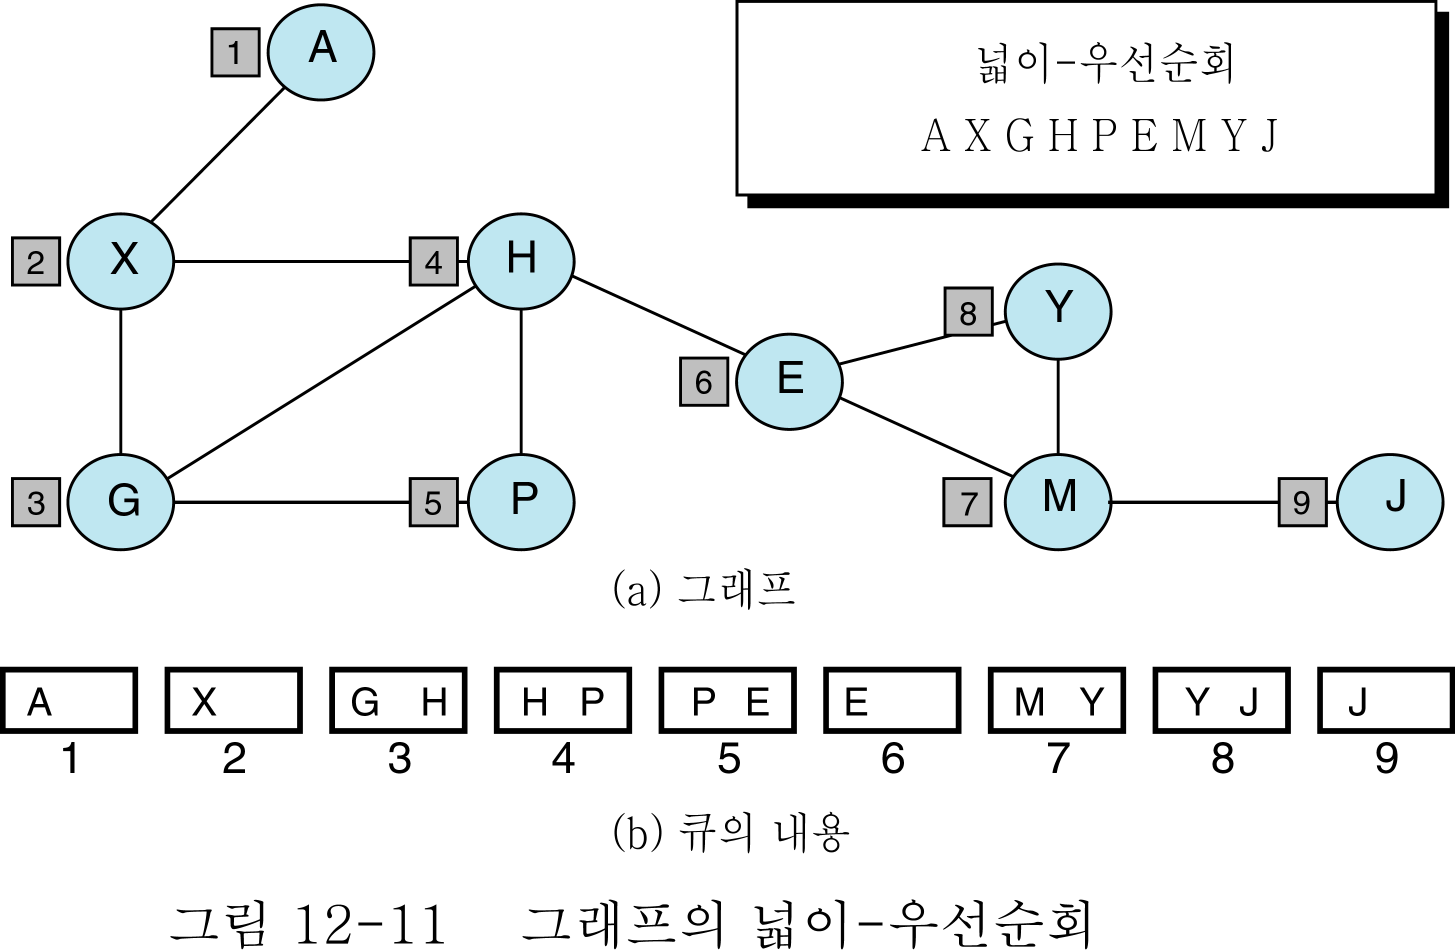 1 A
넓이-우선순회
A X G H P E M Y J
2 X 4 H
8 Y
6 E
3 G 5 P 7 M 9 J
(a) 그래프
A X G H H P P E E M Y Y J J
1 2 3 4 5 6 7 8 9
(b) 큐의 내용
그림 12-11 그래프의 넓이-우선순회